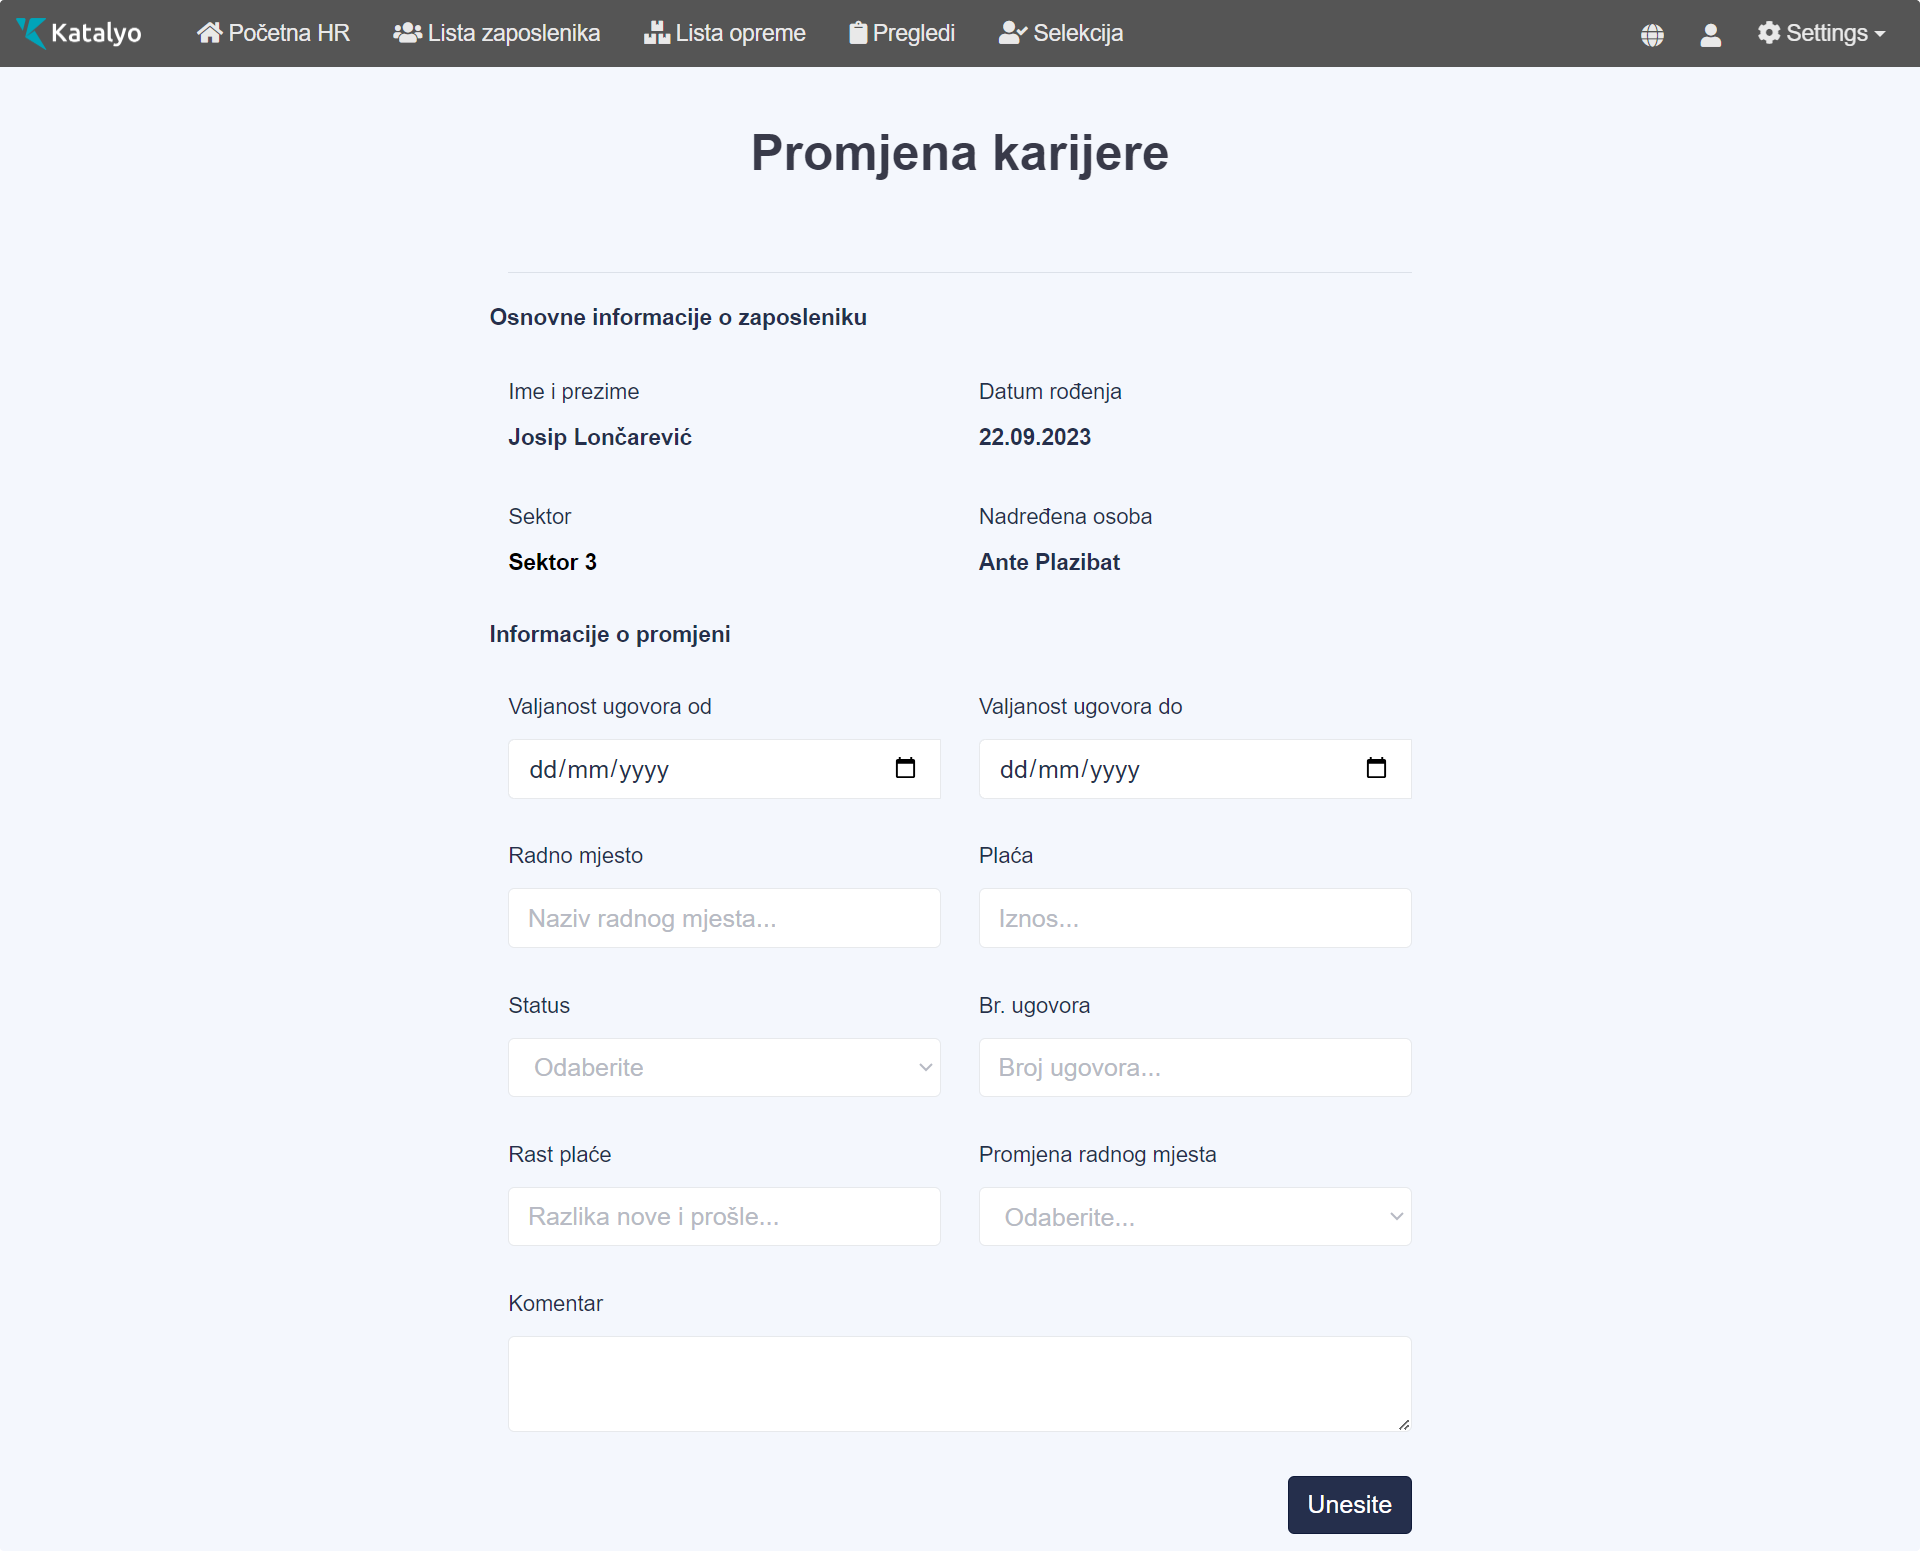 Katalyo Početna HR Lista zaposlenika Lista opreme Pregledi Selekcija Settings
Promjena karijere
Osnovne informacije o zaposleniku
Ime i prezime Datum rođenja
Josip Lončarević 22.09.2023
Sektor Nadređena osoba
Sektor 3 Ante Plazibat
Informacije o promjeni
Valjanost ugovora od Valjanost ugovora do
dd/mm/yyyy dd/mm/yyyy
Radno mjesto Plaća
Naziv radnog mjesta... Iznos...
Status Br. ugovora
Odaberite Broj ugovora...
Rast plaće Promjena radnog mjesta
Razlika nove i prošle... Odaberite...
Komentar
Unesite